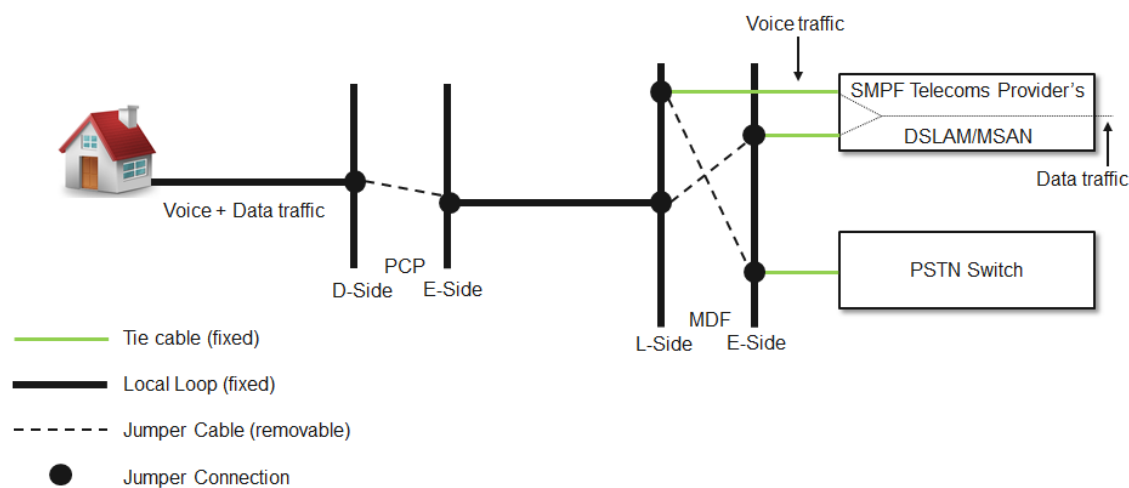 Voice traffic
SMPF Telecoms Provider's
DSLAM/MSAN
Data traffic
Voice + Data traffic
PCP
D-Side
E-Side
PSTN Switch
MDF
L-Side
E-Side
Tie cable (fixed)
Local Loop (fixed)
Jumper Cable (removable)
Jumper Connection